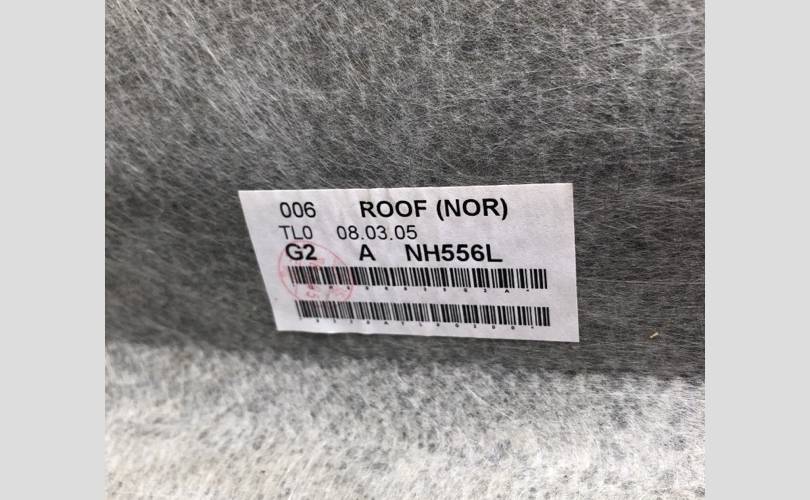 006 ROOF (NOR)
TL0 08.03.05
G2 A NH556L